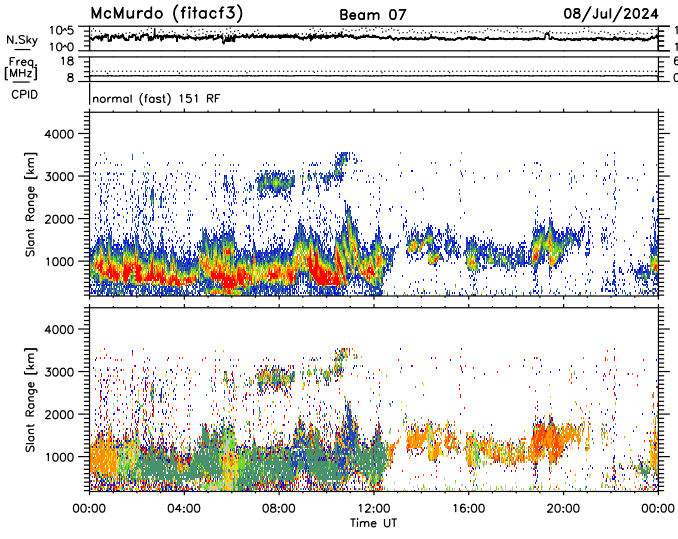 McMurdo (fitacf3) Beam 07 08/Jul/2024
N.Sky 10^5 10^0 1 1
Freq. [MHz] 18 8 6 0
CPID normal (fast) 151 RF
Slant Range [km] 4000 3000 2000 1000
Slant Range [km] 4000 3000 2000 1000
00:00 04:00 08:00 12:00 16:00 20:00 00:00
Time UT